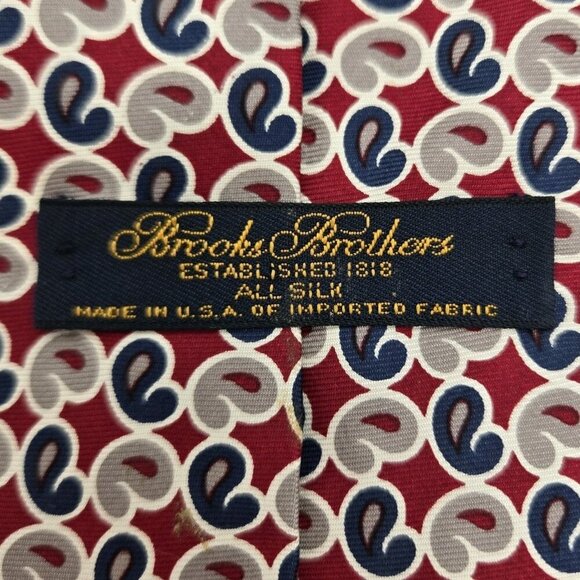 Brooks Brothers
ESTABLISHED 1818
ALL SILK
MADE IN U.S.A. OF IMPORTED FABRIC